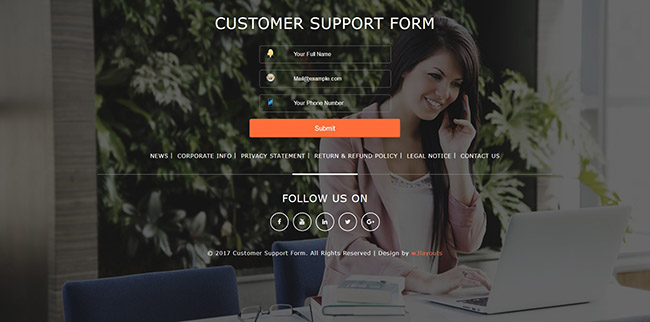 CUSTOMER SUPPORT FORM
Your Full Name
Mail@example.com
Your Phone Number
Submit
NEWS | CORPORATE INFO | PRIVACY STATEMENT | RETURN & REFUND POLICY | LEGAL NOTICE | CONTACT US
FOLLOW US ON
© 2017 Customer Support Form. All Rights Reserved | Design by w3layouts